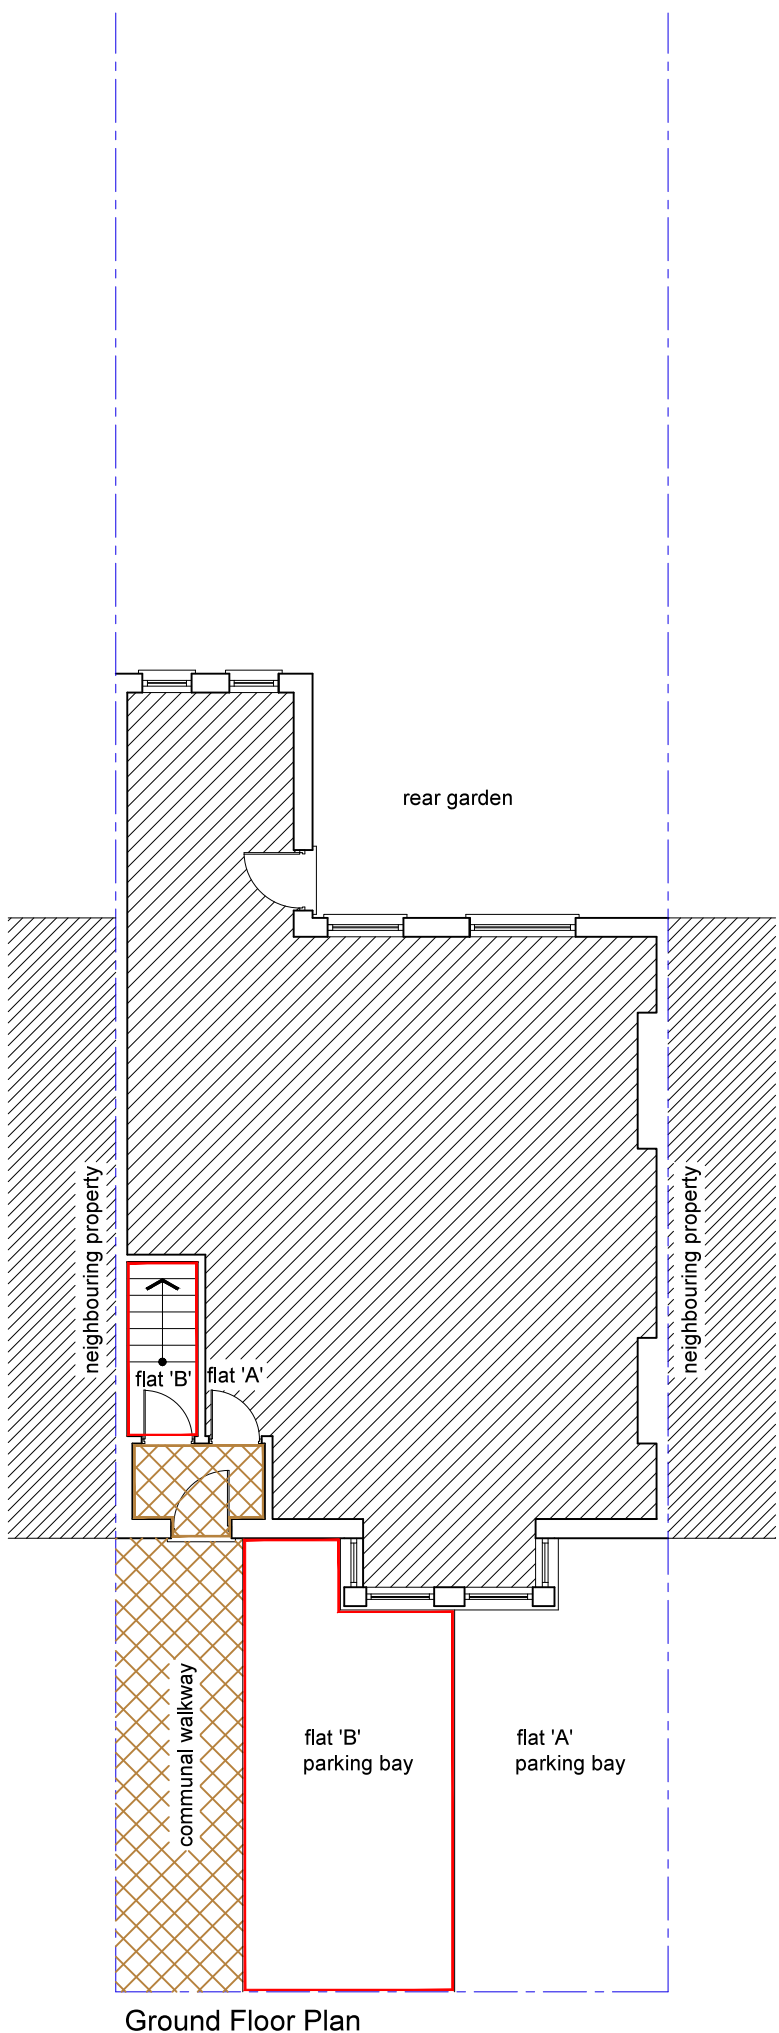 rear garden
neighbouring property
neighbouring property
flat 'B'
flat 'A'
communal walkway
flat 'B'
parking bay
flat 'A'
parking bay
Ground Floor Plan